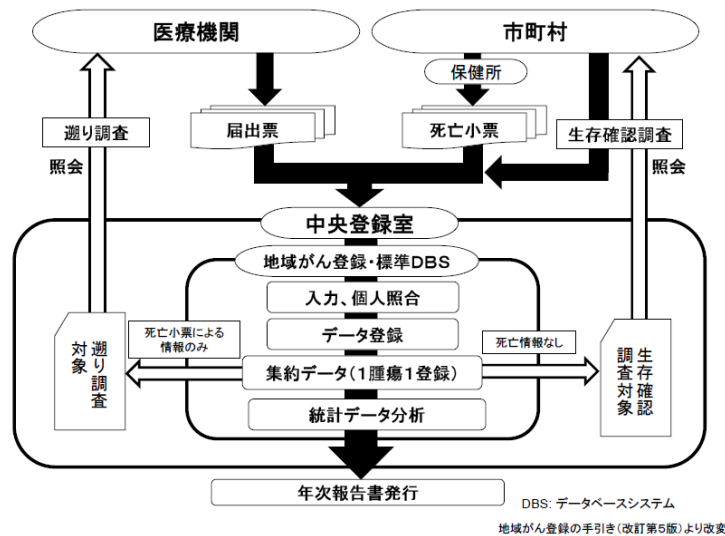 医療機関
市町村
保健所
届出票
死亡小票
遡り調査
照会
生存確認調査
照会
中央登録室
地域がん登録・標準DBS
入力、個人照合
データ登録
死亡小票による
情報のみ
死亡情報なし
集約データ(1腫瘍1登録)
統計データ分析
遡り調査
対象
生存確認
調査対象
年次報告書発行
DBS: データベースシステム
地域がん登録の手引き(改訂第5版)より改変